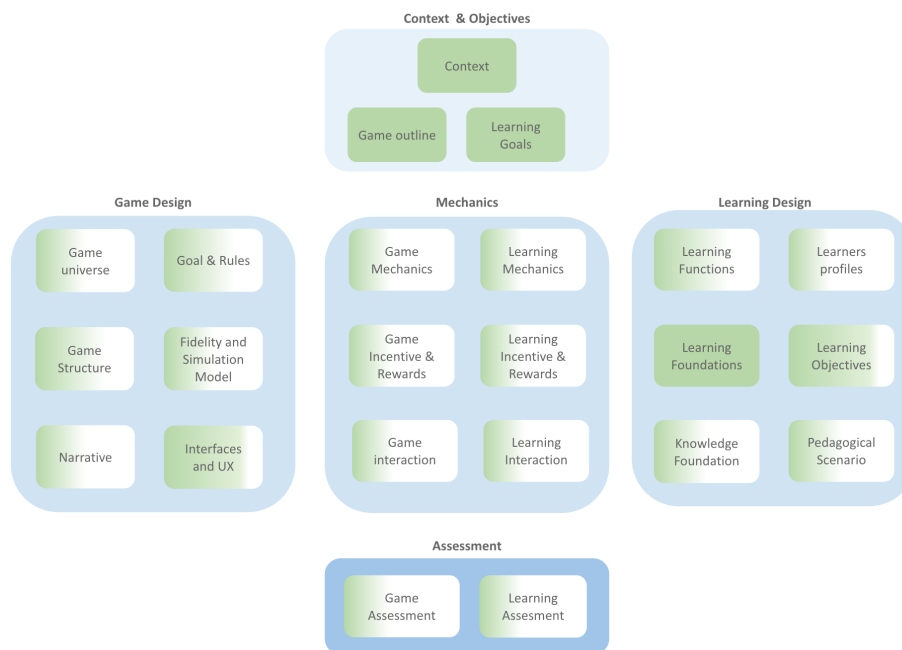 Context & Objectives
Context
Game outline
Learning
Goals
Game Design
Game
universe
Goal & Rules
Game
Structure
Fidelity and
Simulation
Model
Narrative
Interfaces
and UX
Mechanics
Game
Mechanics
Learning
Mechanics
Game
Incentive &
Rewards
Learning
Incentive &
Rewards
Game
interaction
Learning
Interaction
Learning Design
Learning
Functions
Learners
profiles
Learning
Foundations
Learning
Objectives
Knowledge
Foundation
Pedagogical
Scenario
Assessment
Game
Assessment
Learning
Assesment